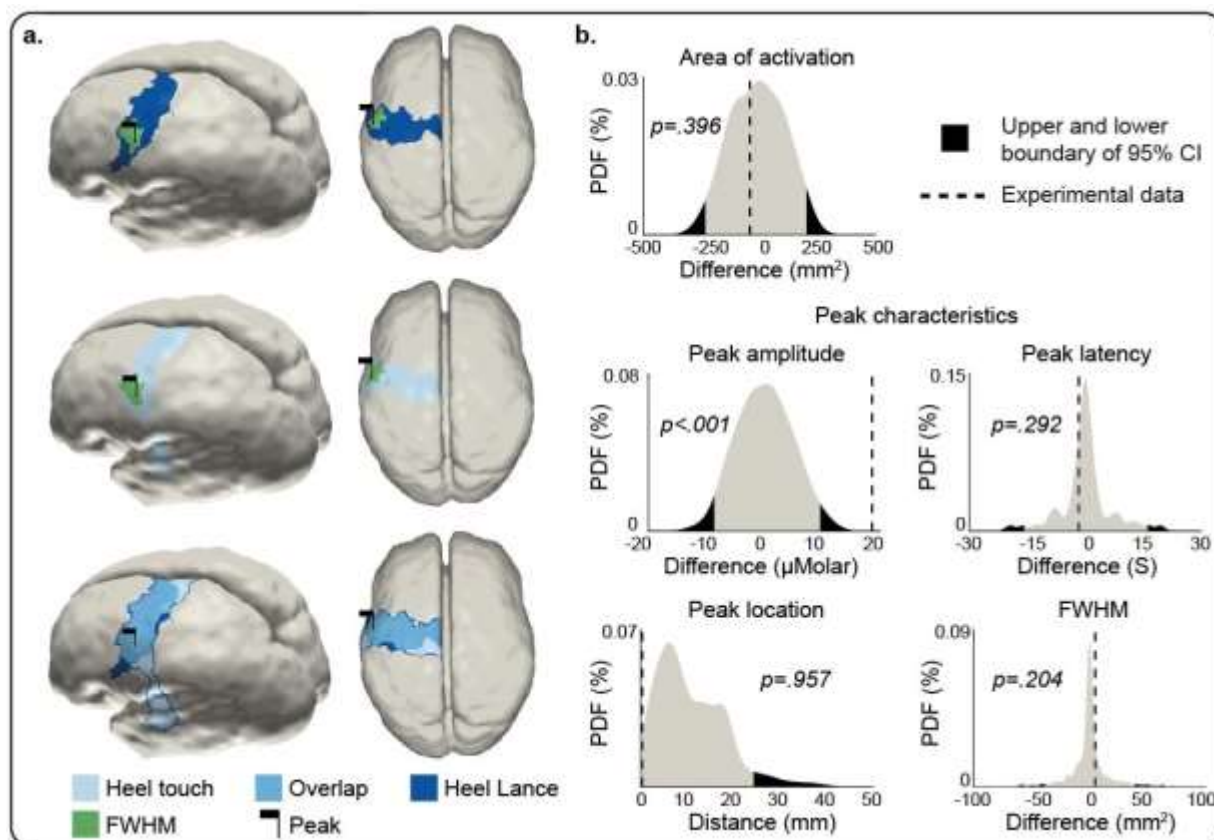 a.
Heel touch
Overlap
Heel Lance
FWHM
Peak
b.
Area of activation
0.03
PDF (%)
p=.396
0
-500 -250 0 250 500
Difference (mm²)
Upper and lower
boundary of 95% CI
Experimental data
Peak characteristics
Peak amplitude
0.08
PDF (%)
p<.001
0
-20 -10 0 10 20
Difference (µMolar)
Peak latency
0.15
PDF (%)
p=.292
0
-30 -15 0 15 30
Difference (S)
Peak location
0.07
PDF (%)
p=.957
0 10 20 30 40 50
Distance (mm)
FWHM
0.09
PDF (%)
p=.204
0
-100 -50 0 50 100
Difference (mm²)